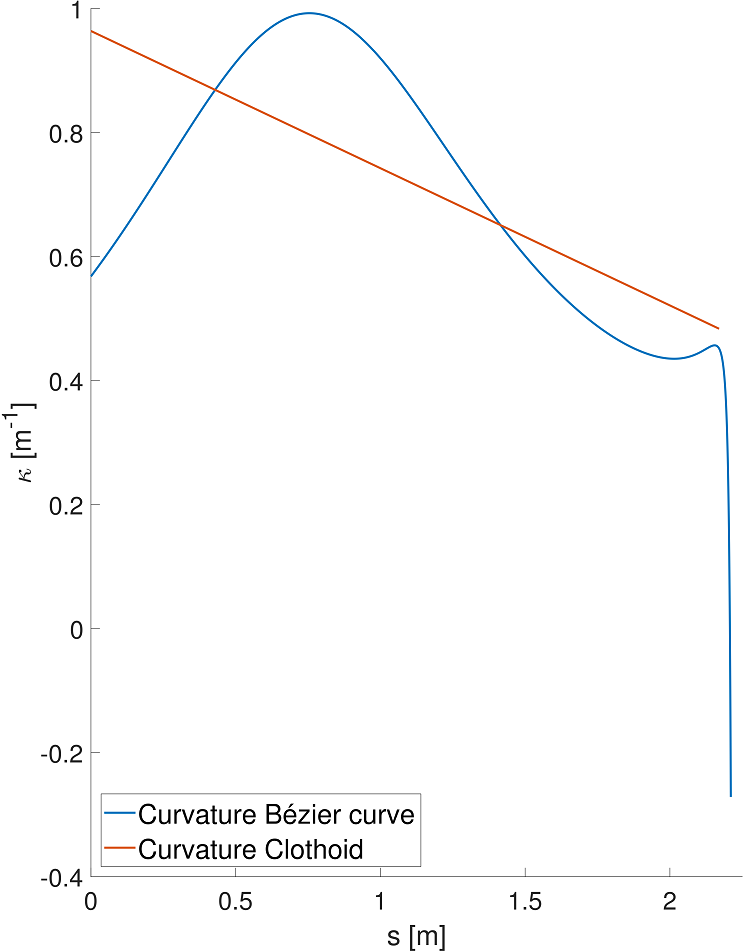 1
0.8
0.6
0.4
0.2
0
-0.2
-0.4
κ [m⁻¹]
Curvature Bézier curve
Curvature Clothoid
0 0.5 1 1.5 2
s [m]